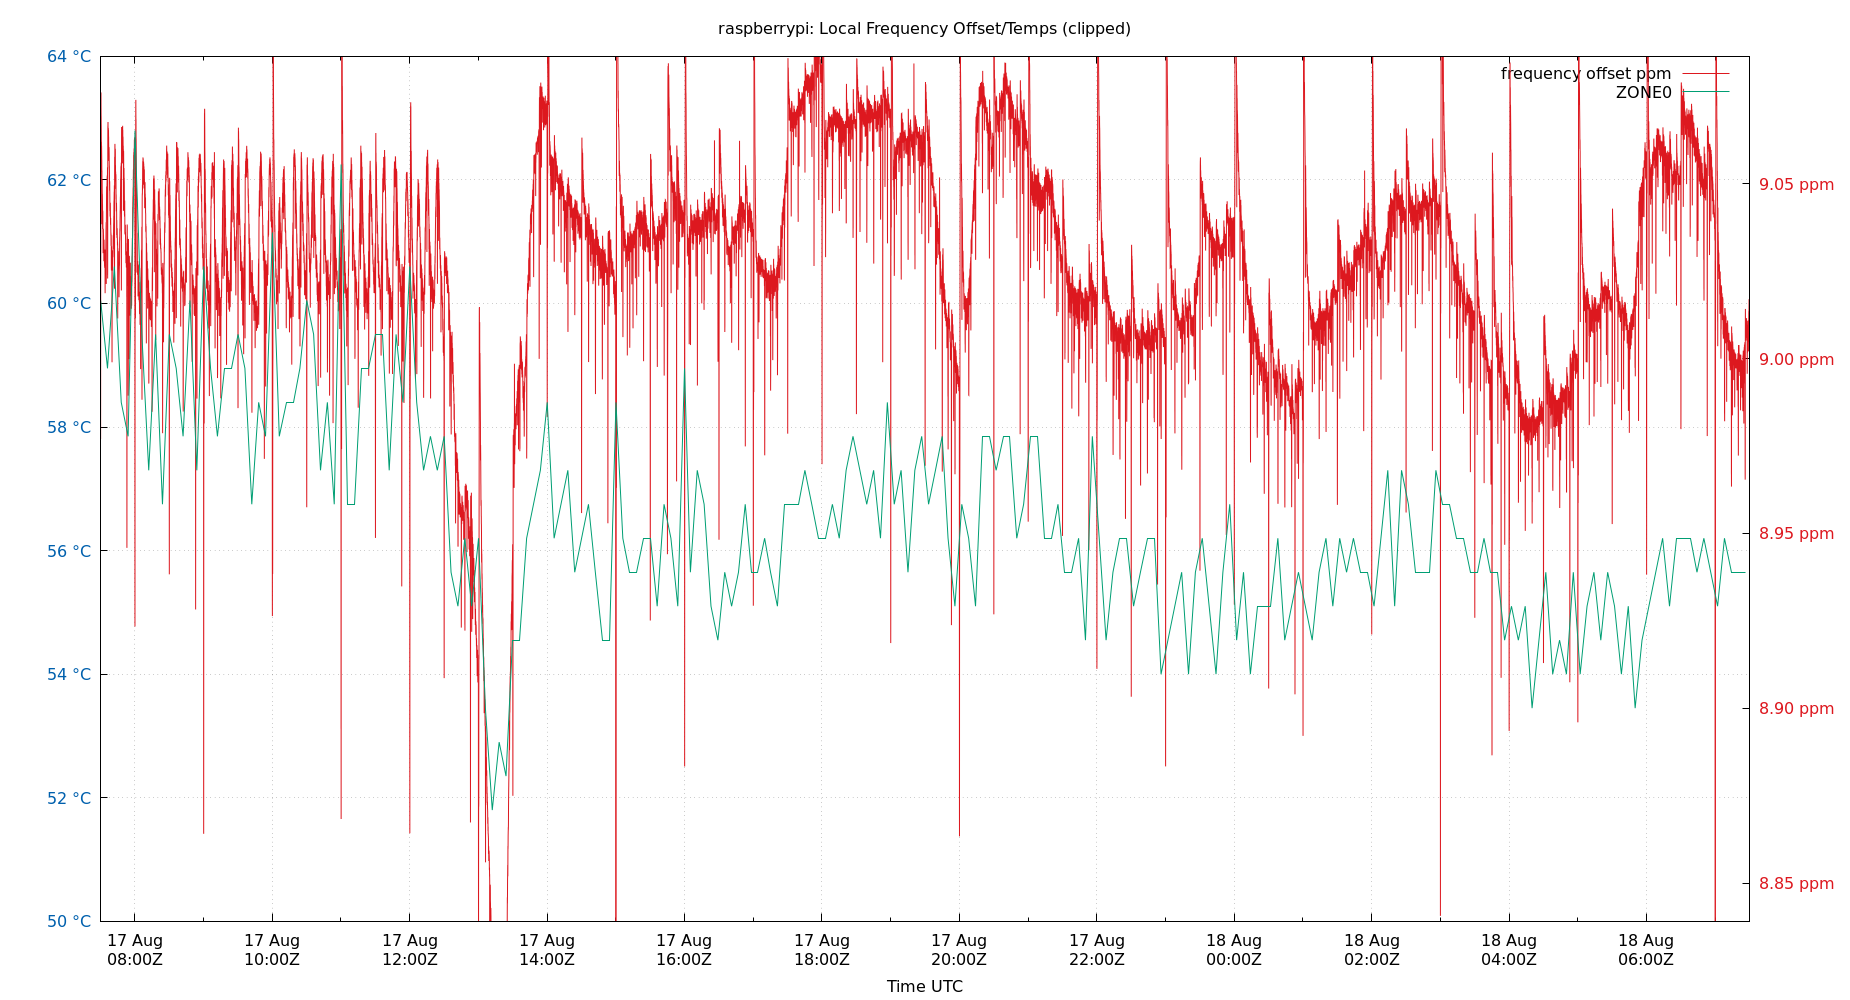 raspberrypi: Local Frequency Offset/Temps (clipped)
64 °C
62 °C
60 °C
58 °C
56 °C
54 °C
52 °C
50 °C
frequency offset ppm
ZONE0
9.05 ppm
9.00 ppm
8.95 ppm
8.90 ppm
8.85 ppm
17 Aug 17 Aug 17 Aug 17 Aug 17 Aug 17 Aug 17 Aug 17 Aug 18 Aug 18 Aug 18 Aug 18 Aug
08:00Z 10:00Z 12:00Z 14:00Z 16:00Z 18:00Z 20:00Z 22:00Z 00:00Z 02:00Z 04:00Z 06:00Z
Time UTC